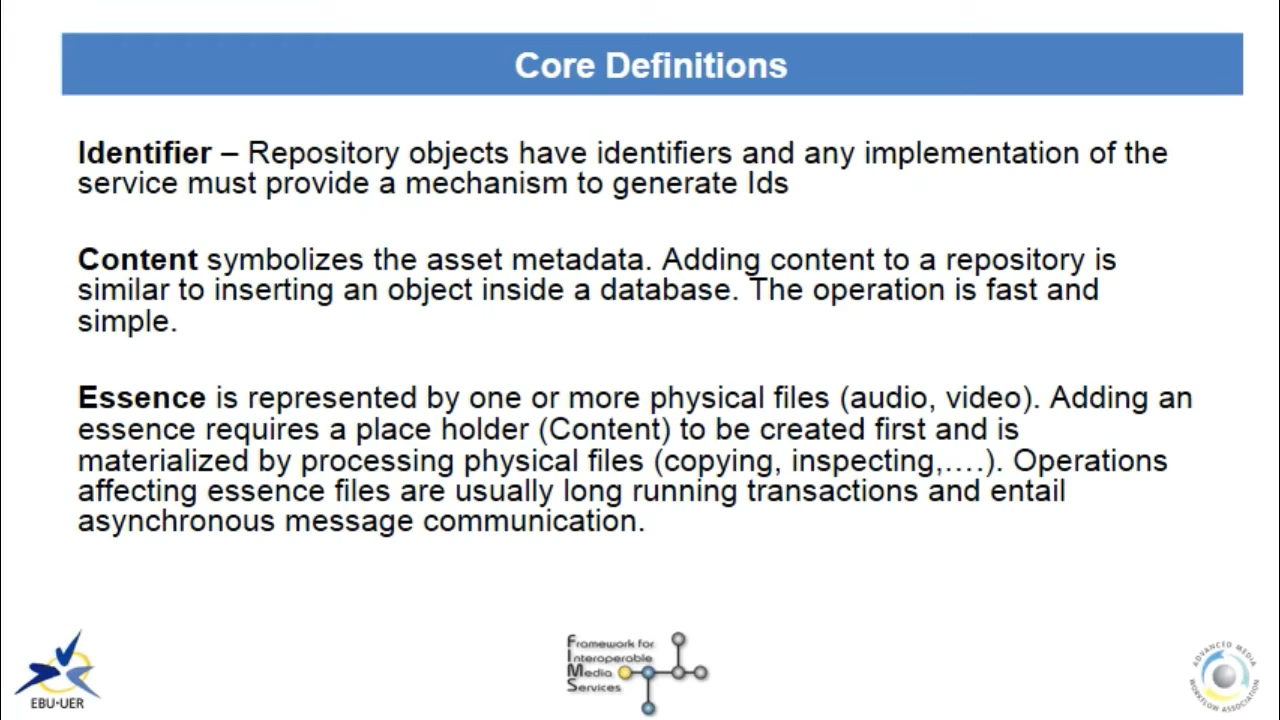 Core Definitions
Identifier – Repository objects have identifiers and any implementation of the
service must provide a mechanism to generate Ids
Content symbolizes the asset metadata. Adding content to a repository is
similar to inserting an object inside a database. The operation is fast and
simple.
Essence is represented by one or more physical files (audio, video). Adding an
essence requires a place holder (Content) to be created first and is
materialized by processing physical files (copying, inspecting,….). Operations
affecting essence files are usually long running transactions and entail
asynchronous message communication.
EBU•UER
Framework for
Interoperable
Media
Services
ADVANCED MEDIA
WORKFLOW ASSOCIATION